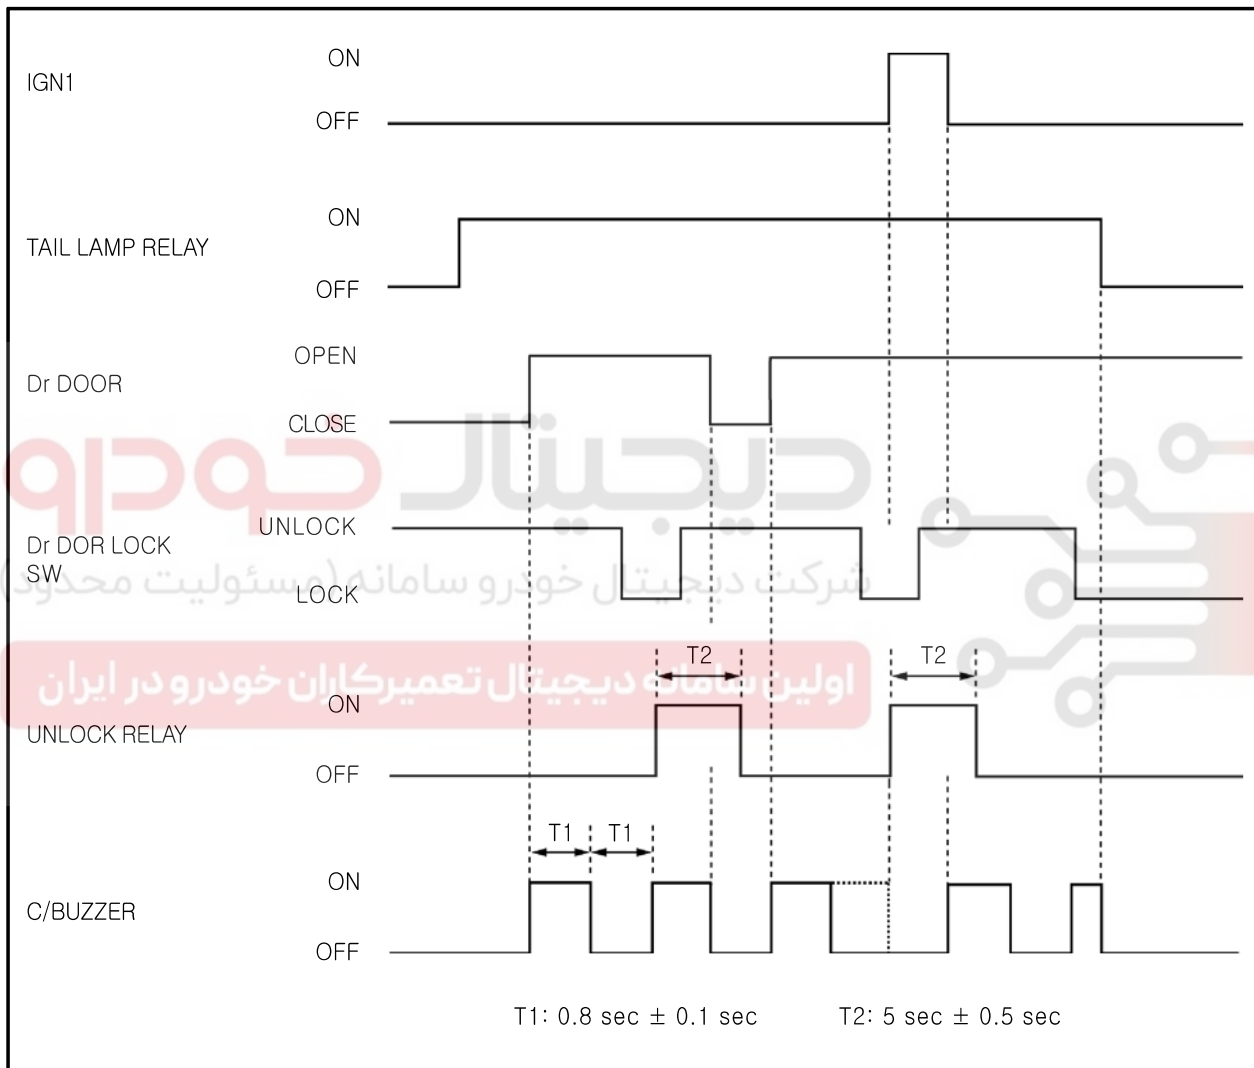 IGN1
ON
OFF
TAIL LAMP RELAY
ON
OFF
Dr DOOR
OPEN
CLOSE
دیجیتال خودرو
Dr DOR LOCK
SW
UNLOCK
LOCK
شرکت دیجیتال خودرو سامانه (مسئولیت محدود)
T2
T2
اولین سامانه دیجیتال تعمیرکاران خودرو در ایران
UNLOCK RELAY
ON
OFF
T1
T1
C/BUZZER
ON
OFF
T1: 0.8 sec ± 0.1 sec
T2: 5 sec ± 0.5 sec